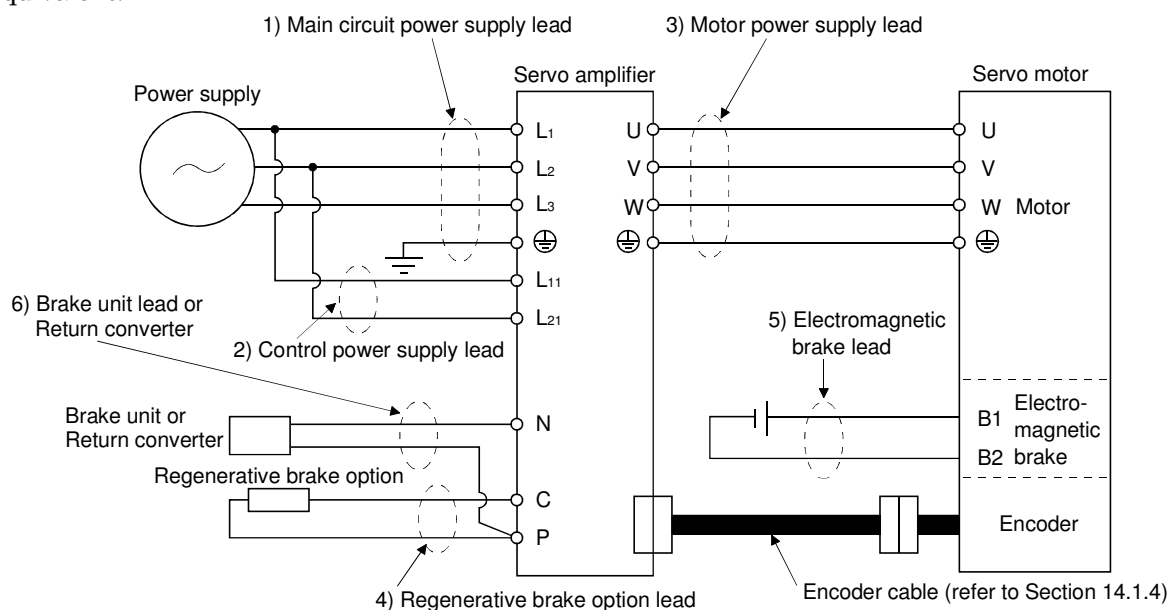 1) Main circuit power supply lead
3) Motor power supply lead
Servo amplifier
Servo motor
Power supply
L1
U
U
L2
V
V
L3
W
W
Motor
L11
L21
6) Brake unit lead or
Return converter
2) Control power supply lead
5) Electromagnetic
brake lead
Brake unit or
Return converter
N
B1
B2
Electro-
magnetic
brake
Regenerative brake option
C
P
Encoder
4) Regenerative brake option lead
Encoder cable (refer to Section 14.1.4)